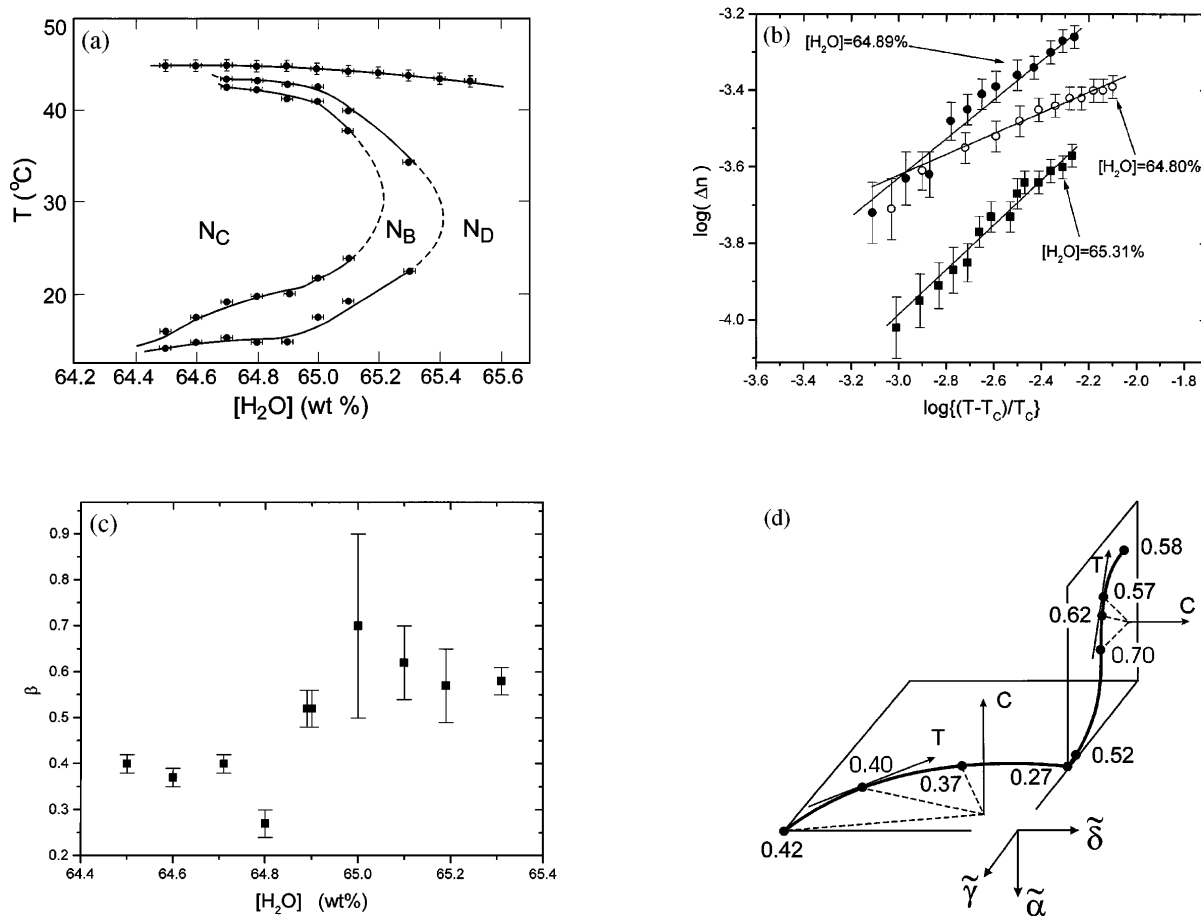 (a)
50
40
30
20
T (°C)
N_C
N_B
N_D
64.2 64.4 64.6 64.8 65.0 65.2 65.4 65.6
[H₂O] (wt %)
(b)
-3.2
-3.4
-3.6
-3.8
-4.0
log( Δn)
[H₂O]=64.89%
[H₂O]=64.80%
[H₂O]=65.31%
-3.6 -3.4 -3.2 -3.0 -2.8 -2.6 -2.4 -2.2 -2.0 -1.8
log{(T-T_C)/T_C}
(c)
0.9
0.8
0.7
0.6
0.5
0.4
0.3
0.2
β
64.4 64.6 64.8 65.0 65.2 65.4
[H₂O] (wt%)
(d)
0.58
T
0.57
C
0.62
0.70
C
T
0.40
0.37
0.27
0.52
0.42
δ̃
γ̃
α̃